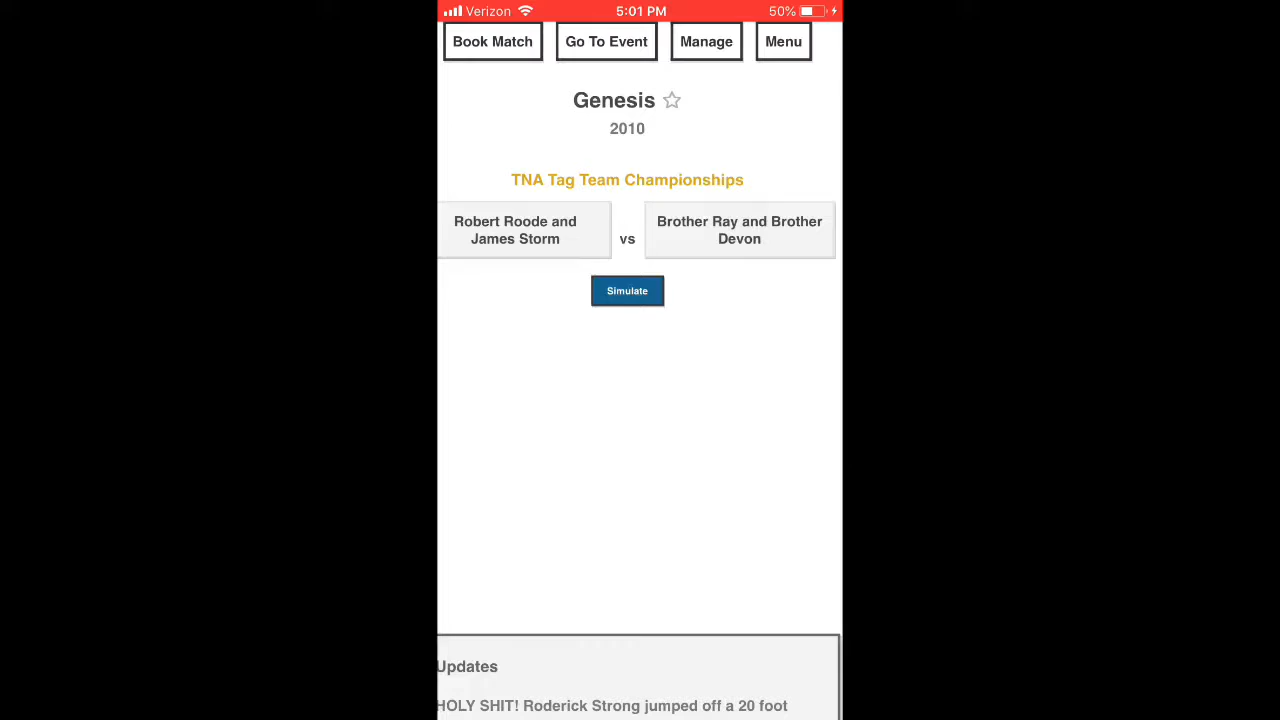 Verizon 5:01 PM 50%
Book Match Go To Event Manage Menu
Genesis
2010
TNA Tag Team Championships
Robert Roode and James Storm
vs
Brother Ray and Brother Devon
Simulate
Updates
HOLY SHIT! Roderick Strong jumped off a 20 foot